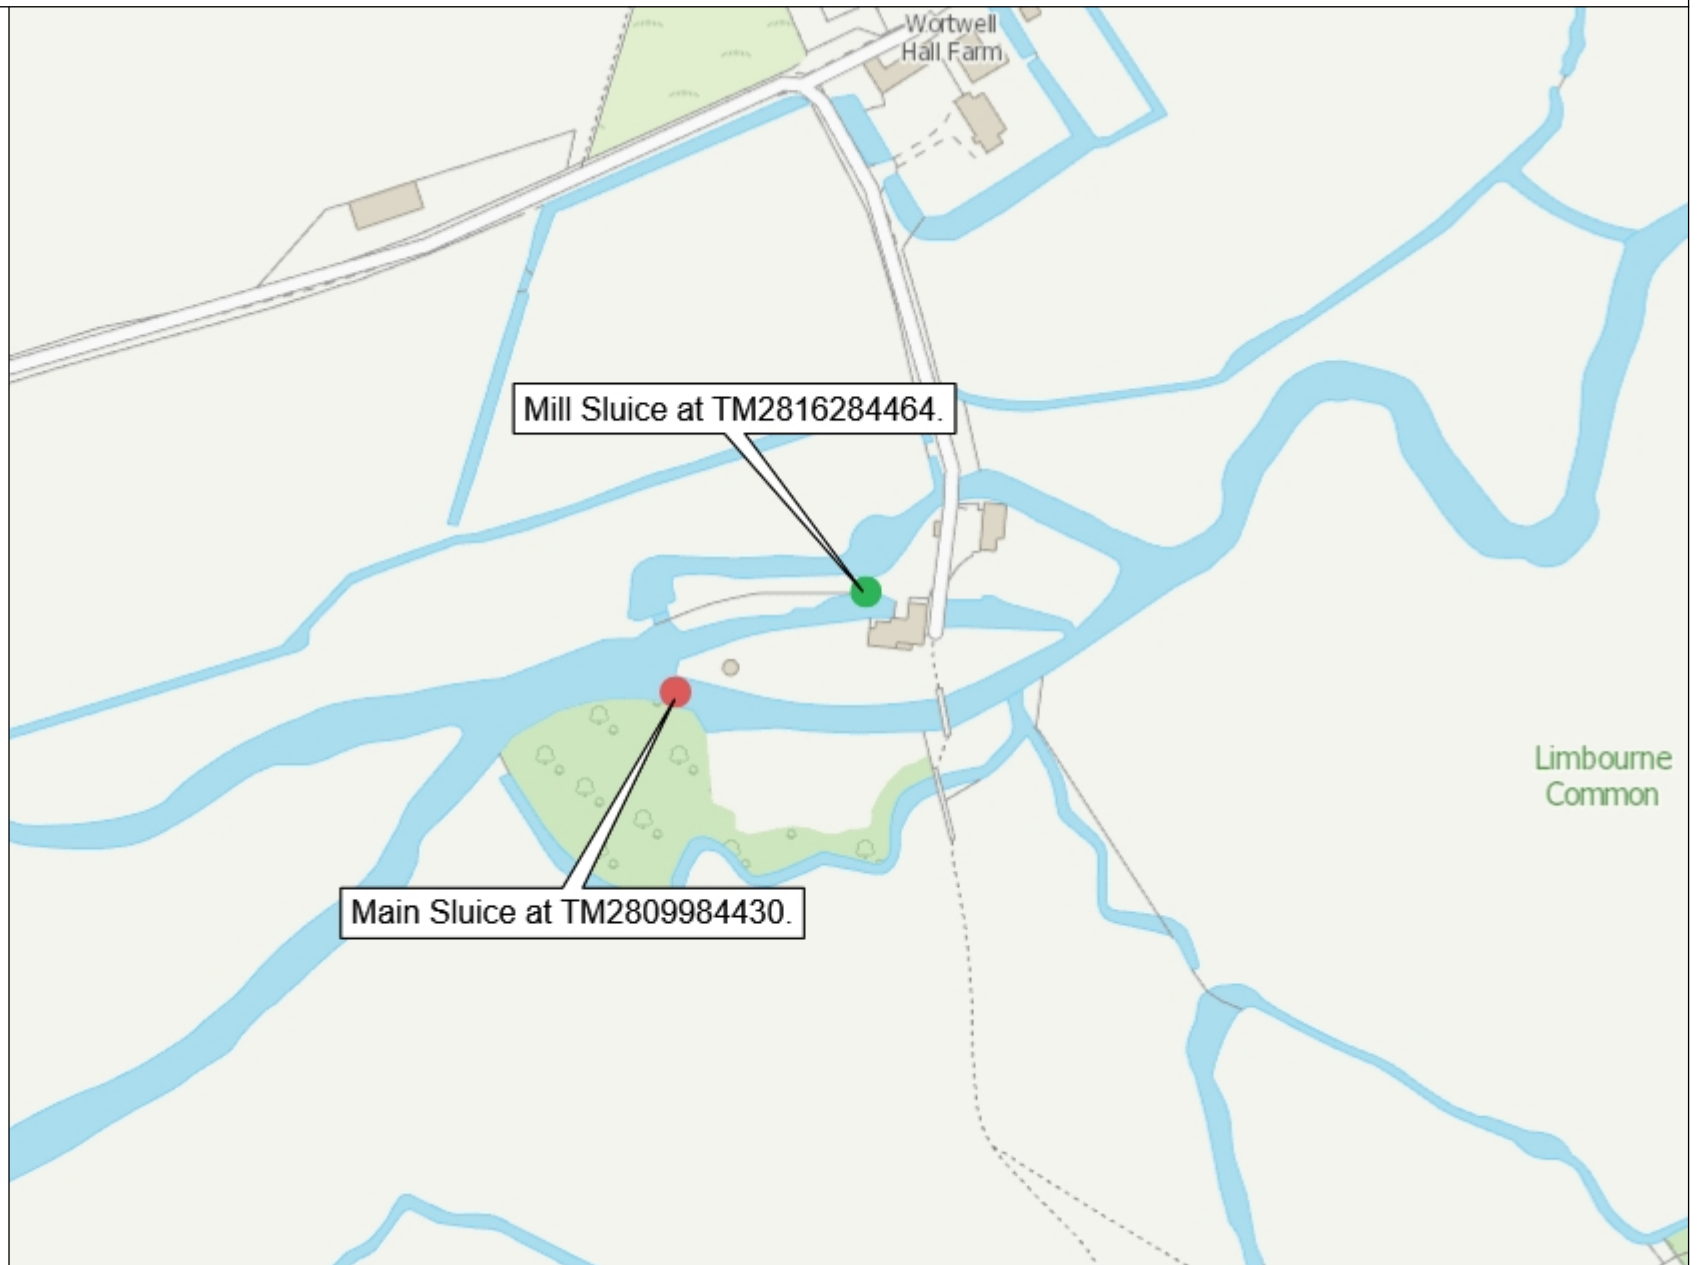 Wortwell
Hall Farm
Mill Sluice at TM2816284464.
Limbourne
Common
Main Sluice at TM2809984430.